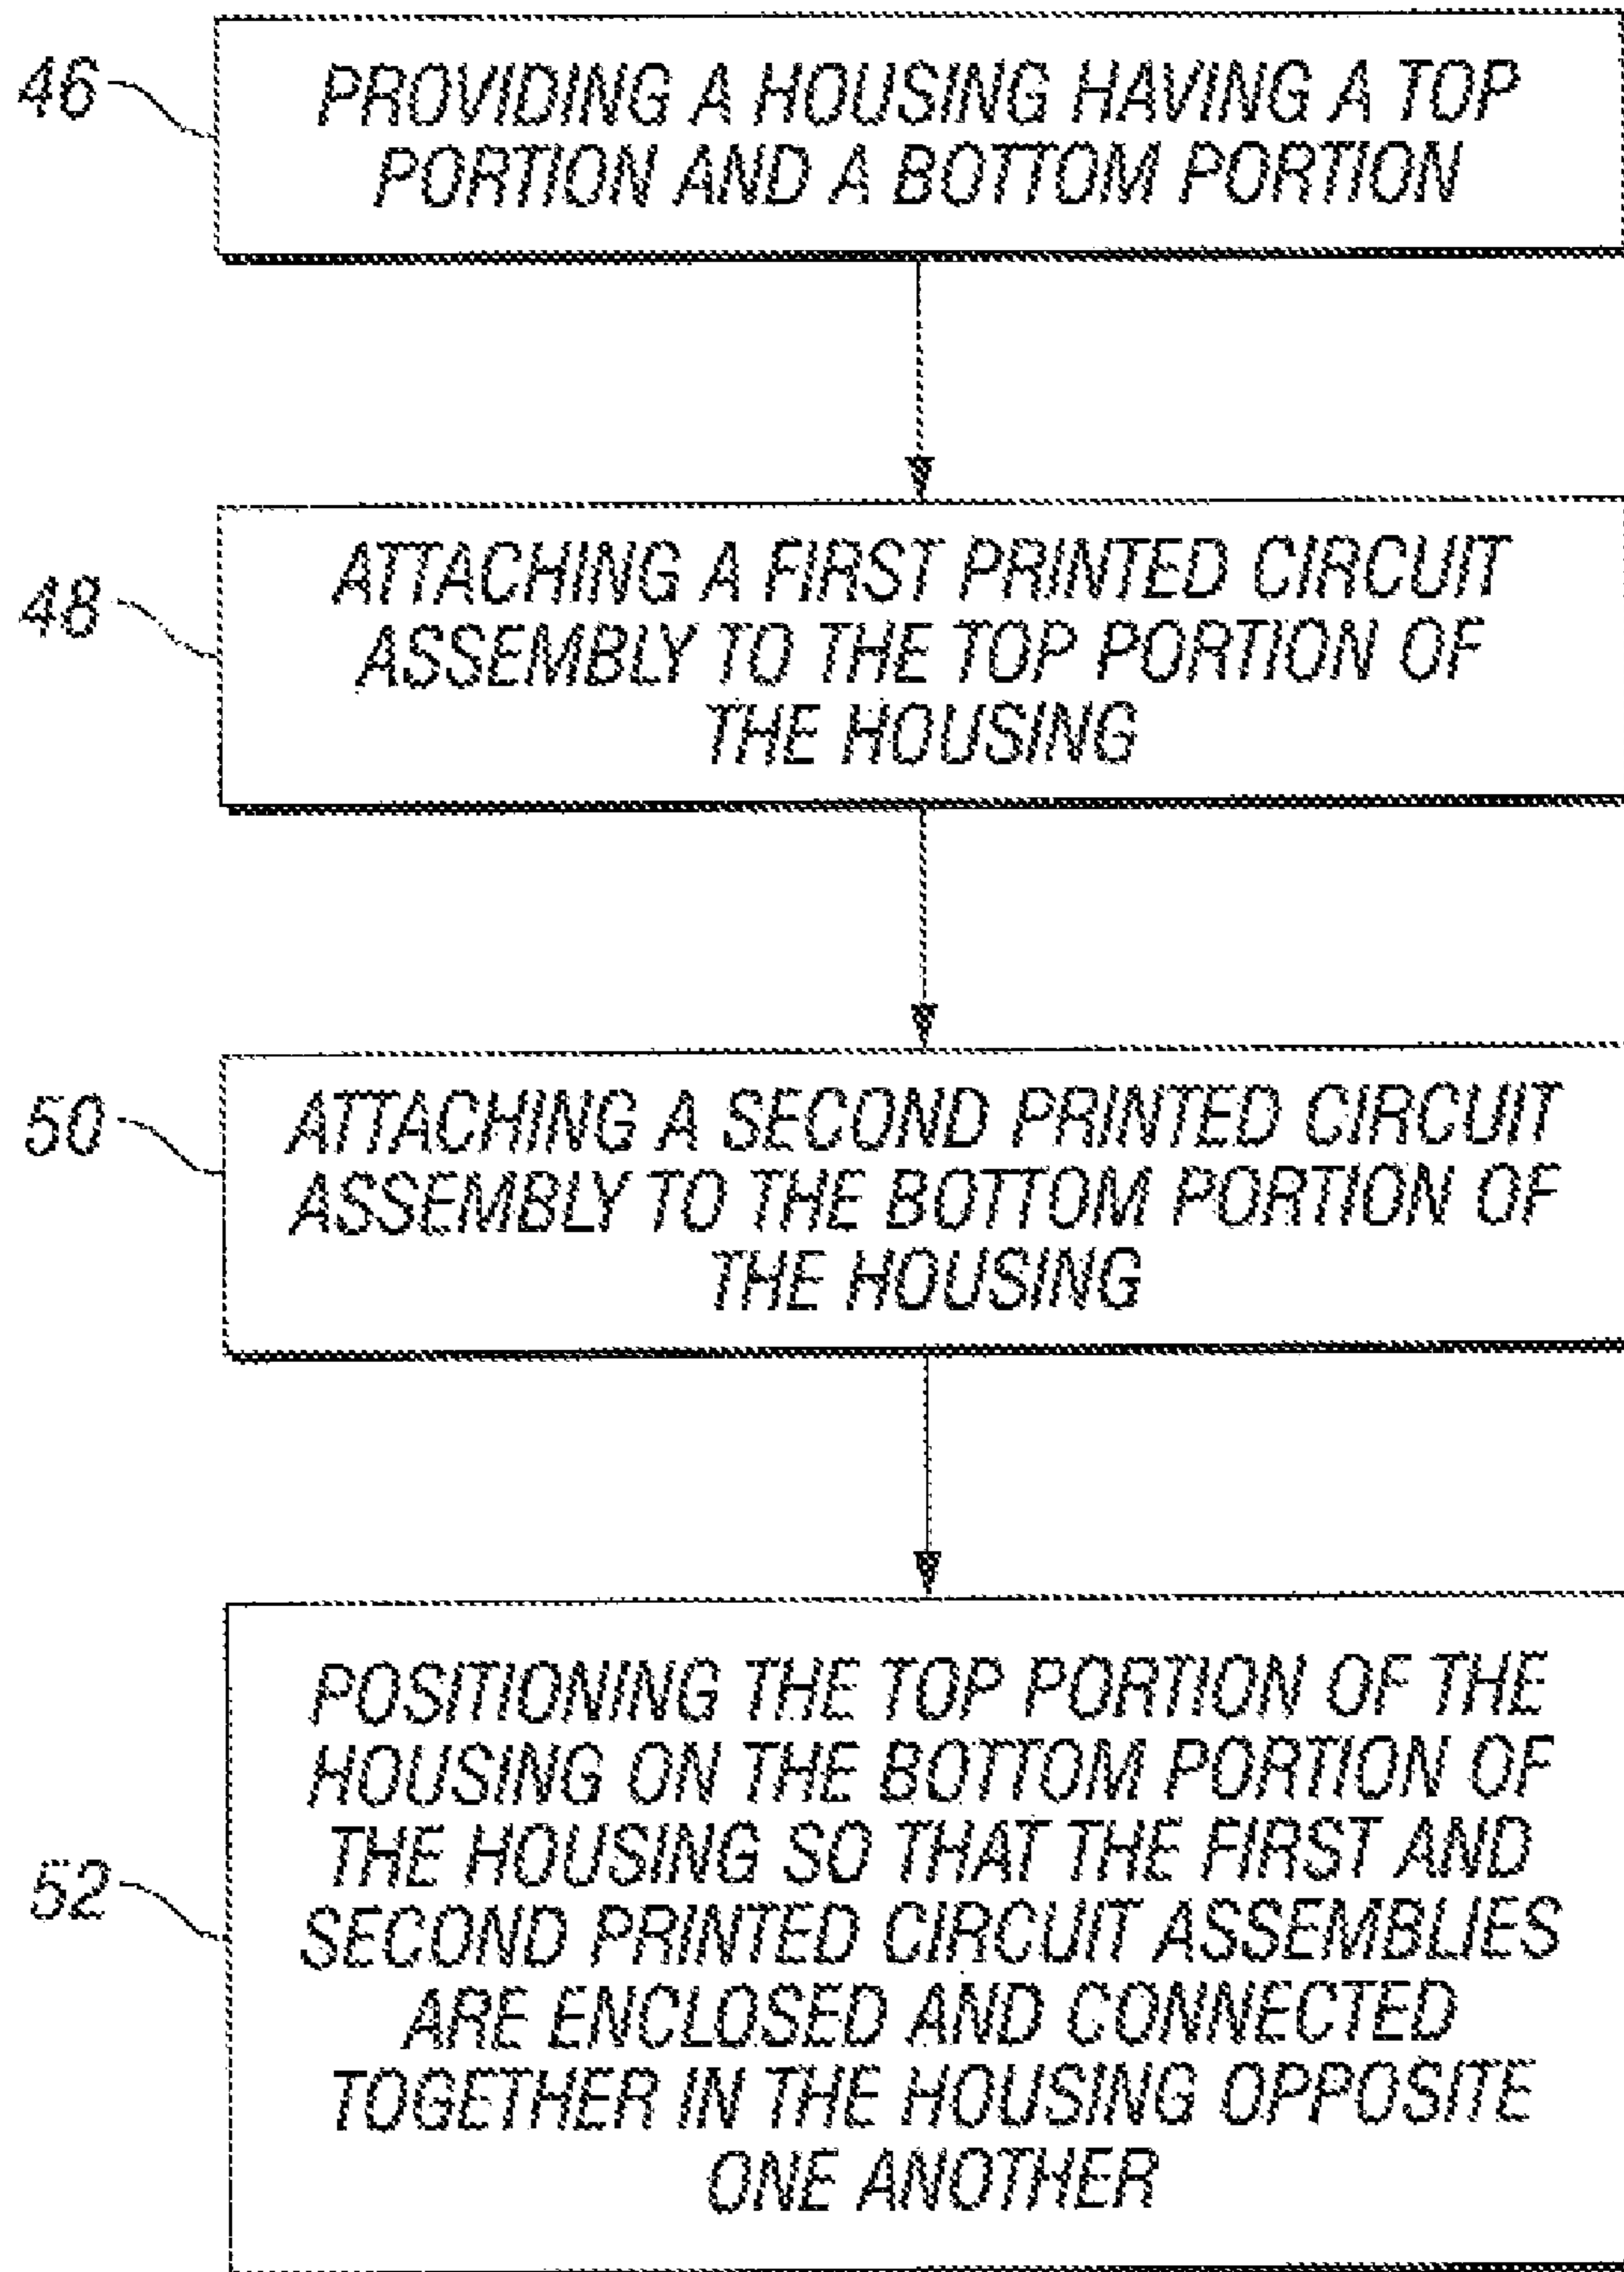 46
PROVIDING A HOUSING HAVING A TOP
PORTION AND A BOTTOM PORTION
48
ATTACHING A FIRST PRINTED CIRCUIT
ASSEMBLY TO THE TOP PORTION OF
THE HOUSING
50
ATTACHING A SECOND PRINTED CIRCUIT
ASSEMBLY TO THE BOTTOM PORTION OF
THE HOUSING
52
POSITIONING THE TOP PORTION OF THE
HOUSING ON THE BOTTOM PORTION OF
THE HOUSING SO THAT THE FIRST AND
SECOND PRINTED CIRCUIT ASSEMBLIES
ARE ENCLOSED AND CONNECTED
TOGETHER IN THE HOUSING OPPOSITE
ONE ANOTHER